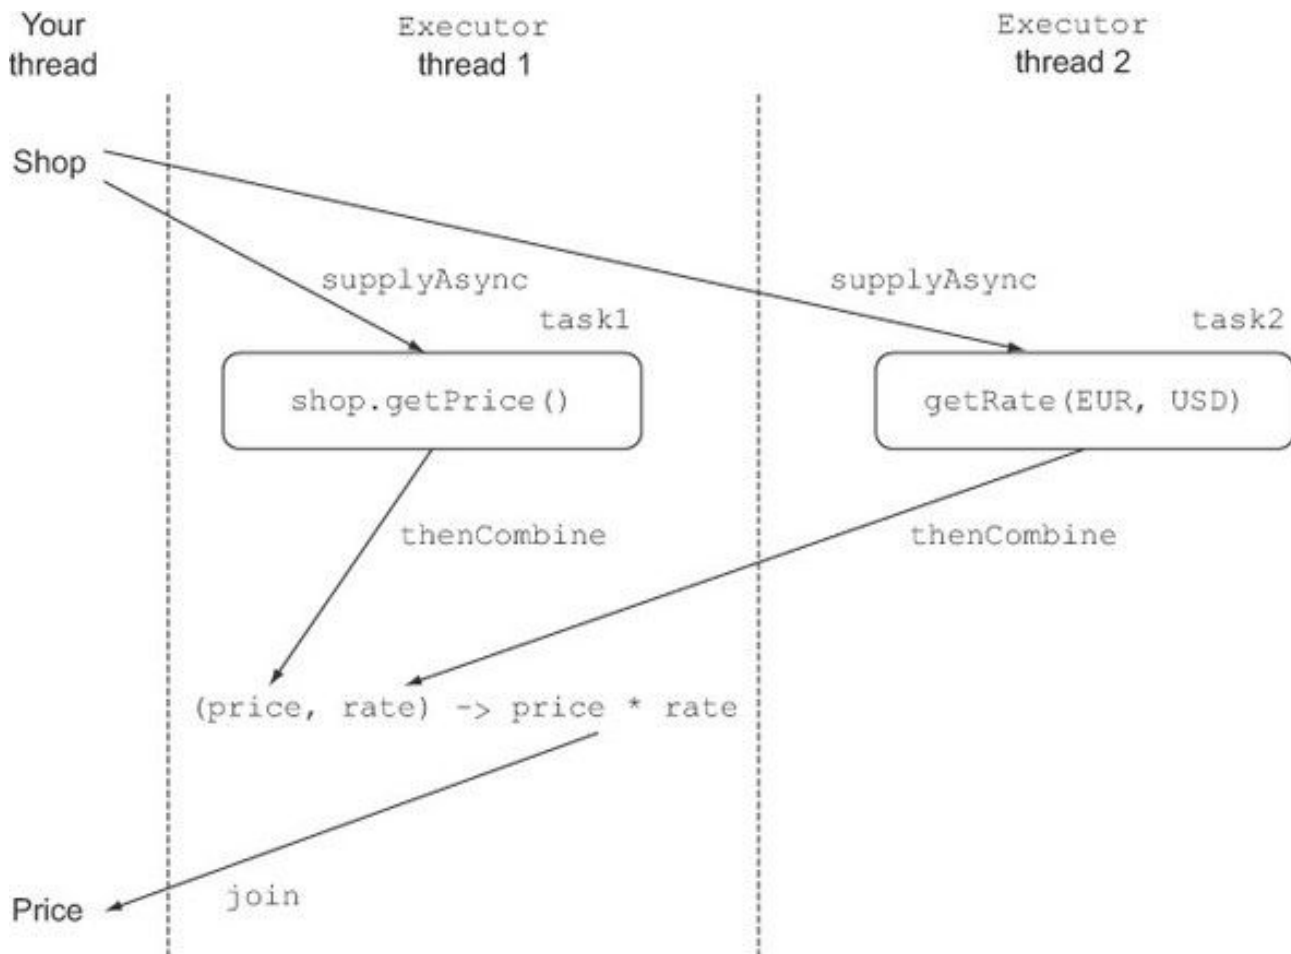 Your
thread
Executor
thread 1
Executor
thread 2
Shop
supplyAsync
supplyAsync
task1
task2
shop.getPrice()
getRate(EUR, USD)
thenCombine
thenCombine
(price, rate) -> price * rate
join
Price